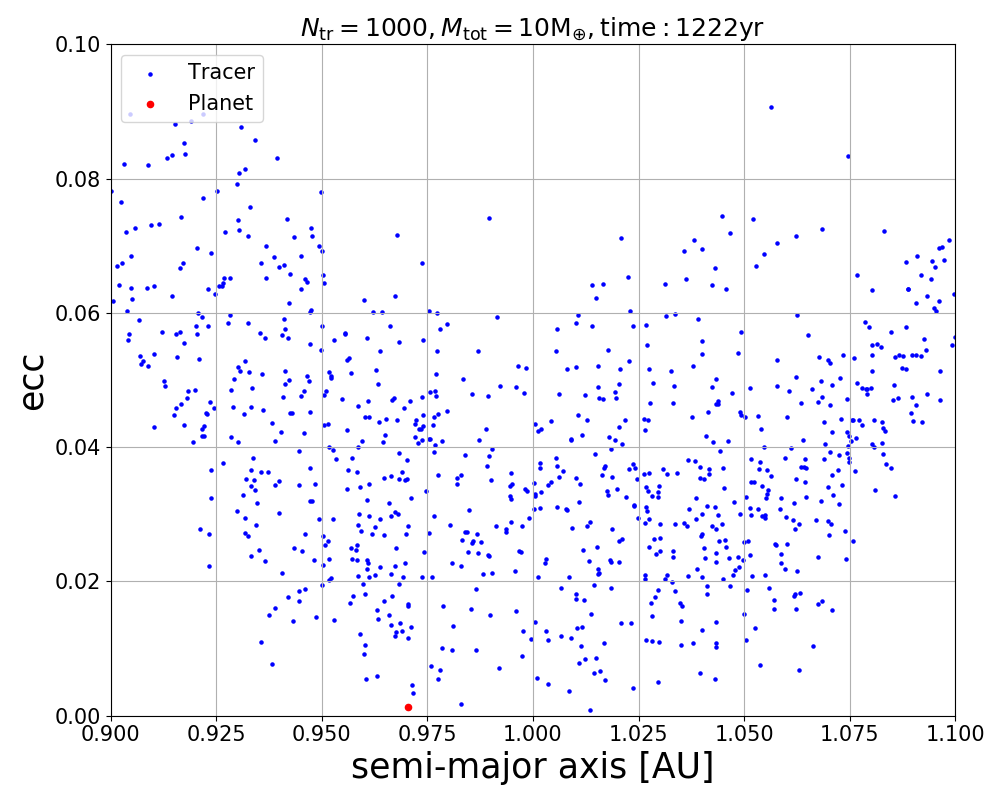 N_tr = 1000, M_tot = 10M_⊕, time : 1222yr
Tracer
Planet
ecc
0.10
0.08
0.06
0.04
0.02
0.00
0.900 0.925 0.950 0.975 1.000 1.025 1.050 1.075 1.100
semi-major axis [AU]